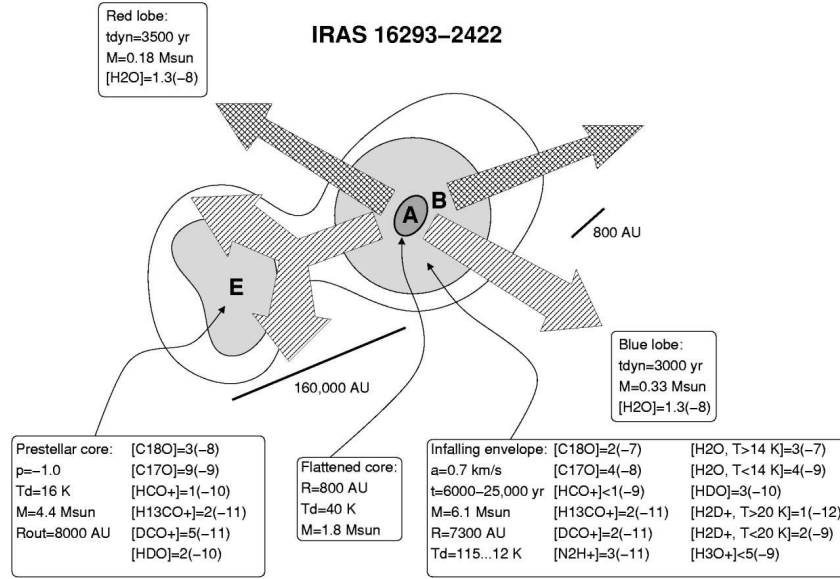 IRAS 16293−2422
Red lobe:
tdyn=3500 yr
M=0.18 Msun
[H2O]=1.3(−8)
A
B
E
800 AU
160,000 AU
Blue lobe:
tdyn=3000 yr
M=0.33 Msun
[H2O]=1.3(−8)
Prestellar core: [C18O]=3(−8)
p=−1.0 [C17O]=9(−9)
Td=16 K [HCO+]=1(−10)
M=4.4 Msun [H13CO+]=2(−11)
Rout=8000 AU [DCO+]=5(−11)
[HDO]=2(−10)
Flattened core:
R=800 AU
Td=40 K
M=1.8 Msun
Infalling envelope: [C18O]=2(−7) [H2O, T>14 K]=3(−7)
a=0.7 km/s [C17O]=4(−8) [H2O, T<14 K]=4(−9)
t=6000−25,000 yr [HCO+]<1(−9) [HDO]=3(−10)
M=6.1 Msun [H13CO+]=2(−11) [H2D+, T>20 K]=1(−12)
R=7300 AU [DCO+]=2(−11) [H2D+, T<20 K]=2(−9)
Td=115...12 K [N2H+]=3(−11) [H3O+]<5(−9)